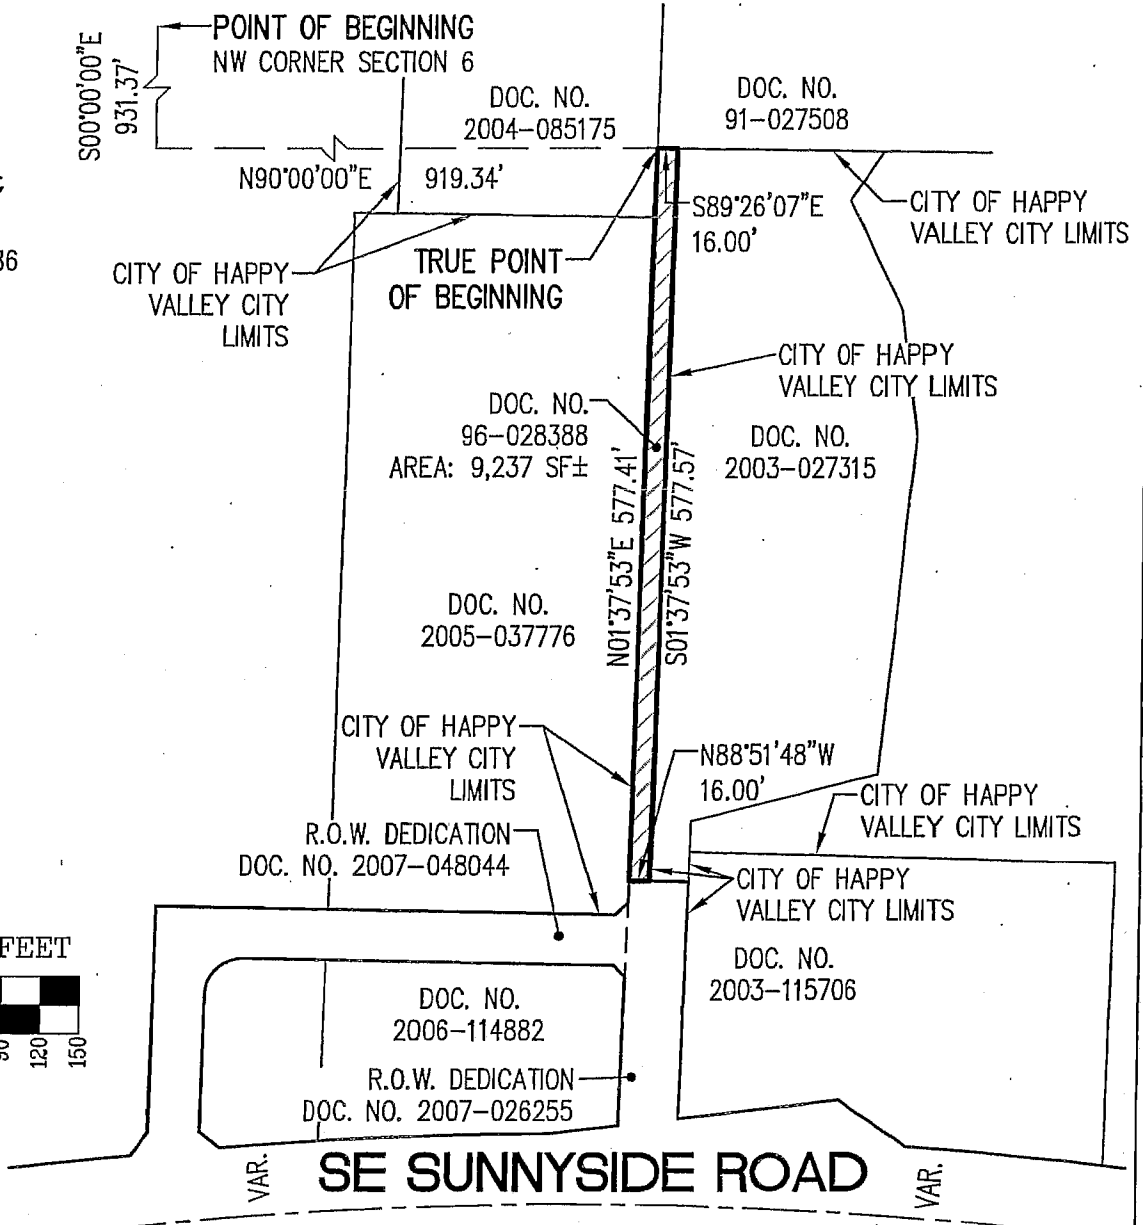 POINT OF BEGINNING
NW CORNER SECTION 6
S00°00'00"E
931.37'
DOC. NO.
2004-085175
DOC. NO.
91-027508
N90°00'00"E 919.34'
S89°26'07"E
16.00'
CITY OF HAPPY
VALLEY CITY LIMITS
CITY OF HAPPY
VALLEY CITY
LIMITS
TRUE POINT
OF BEGINNING
CITY OF HAPPY
VALLEY CITY LIMITS
DOC. NO.
96-028388
AREA: 9,237 SF±
DOC. NO.
2003-027315
N01°37'53"E 577.41'
S01°37'53"W 577.57'
DOC. NO.
2005-037776
CITY OF HAPPY
VALLEY CITY
LIMITS
N88°51'48"W
16.00'
CITY OF HAPPY
VALLEY CITY LIMITS
R.O.W. DEDICATION
DOC. NO. 2007-048044
CITY OF HAPPY
VALLEY CITY LIMITS
FEET
90 120 150
DOC. NO.
2003-115706
DOC. NO.
2006-114882
R.O.W. DEDICATION
DOC. NO. 2007-026255
VAR.
SE SUNNYSIDE ROAD
VAR.